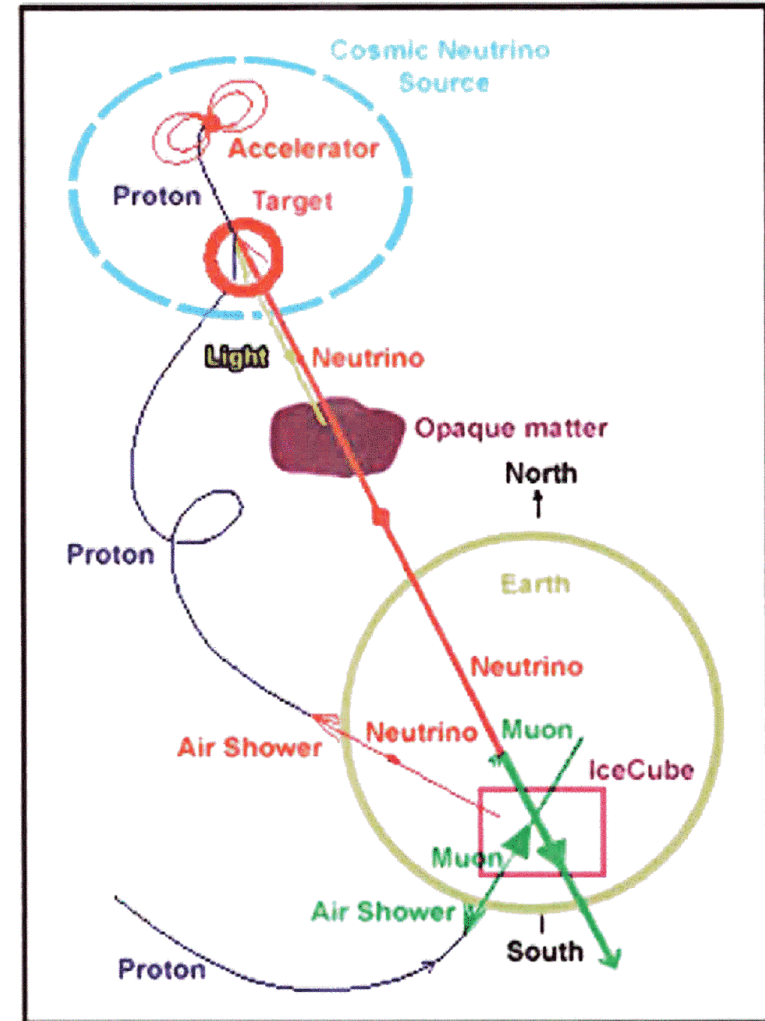 Cosmic Neutrino
Source
Accelerator
Proton
Target
Light
Neutrino
Opaque matter
North
Proton
Earth
Neutrino
Neutrino
Muon
Air Shower
IceCube
Muon
Air Shower
South
Proton